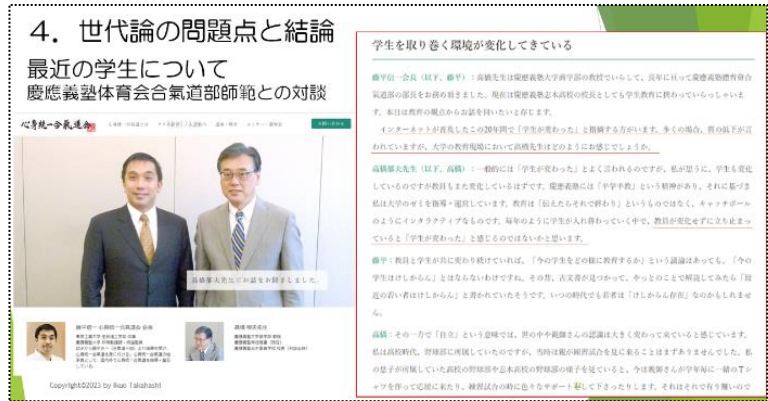 4．世代論の問題点と結論
最近の学生について
慶應義塾体育会合氣道部師範との対談
心身統一合氣道会
高橋郁夫先生にお話をお聞きしました。
Copyright©2023 by Ikuo Takahashi
学生を取り巻く環境が変化してきている
藤平信一会長（以下、藤平）：高橋先生は慶應義塾大学商学部の教授でいらして、長年に亘って慶應義塾體育會合
氣道部の部長をお務め頂きました。現在は慶應義塾志木高校の校長としても学生教育に携わっていらっしゃいま
す。本日は教育の観点からお話を伺いたいと存じます。
インターネットが普及したこの20年間で「学生が変わった」と指摘する方がいます。多くの場合、質の低下が言
われていますが、大学の教育現場において高橋先生はどのようにお感じでしょうか。
高橋郁夫先生（以下、高橋）：一般的には「学生が変わった」とよく言われるのですが、私が思うに、学生も変化
しているのですが教員もまた変化しているはずです。慶應義塾には「半学半教」という精神があり、それに基づき
私は大学のゼミを指導・運営しています。教育は「伝えたらそれで終わり」というものではなく、キャッチボール
のようにインタラクティブなものです。毎年のように学生が入れ替わっていく中で、教員が変化せずに立ち止まっ
ていると「学生が変わった」と感じるのではないかと思います。
藤平：教員と学生が共に変わり続けていれば、「今の学生をどの様に教育するか」という議論はあっても、「今の
学生はけしからん」とはならないわけですね。その昔、古文書が見つかって、やっとのことで解読してみたら「最
近の若い者はけしからん」と書かれていたそうです。いつの時代でも若者は「けしからん存在」なのかもしれませ
ん。
高橋：その一方で「自立」という意味では、世の中や親御さんの認識は大きく変わって来ていると感じています。
私は高校時代、野球部に所属していたのですが、当時は親が練習試合を見に来ることはまずありませんでした。私
の息子が所属していた高校の野球部や志木高校の野球部の様子を見ていると、今は親御さんが学年毎に一緒のTシ
ャツを作って応援に来たり、練習試合の時に色々なサポートをして下さったりします。それはそれで有り難いので